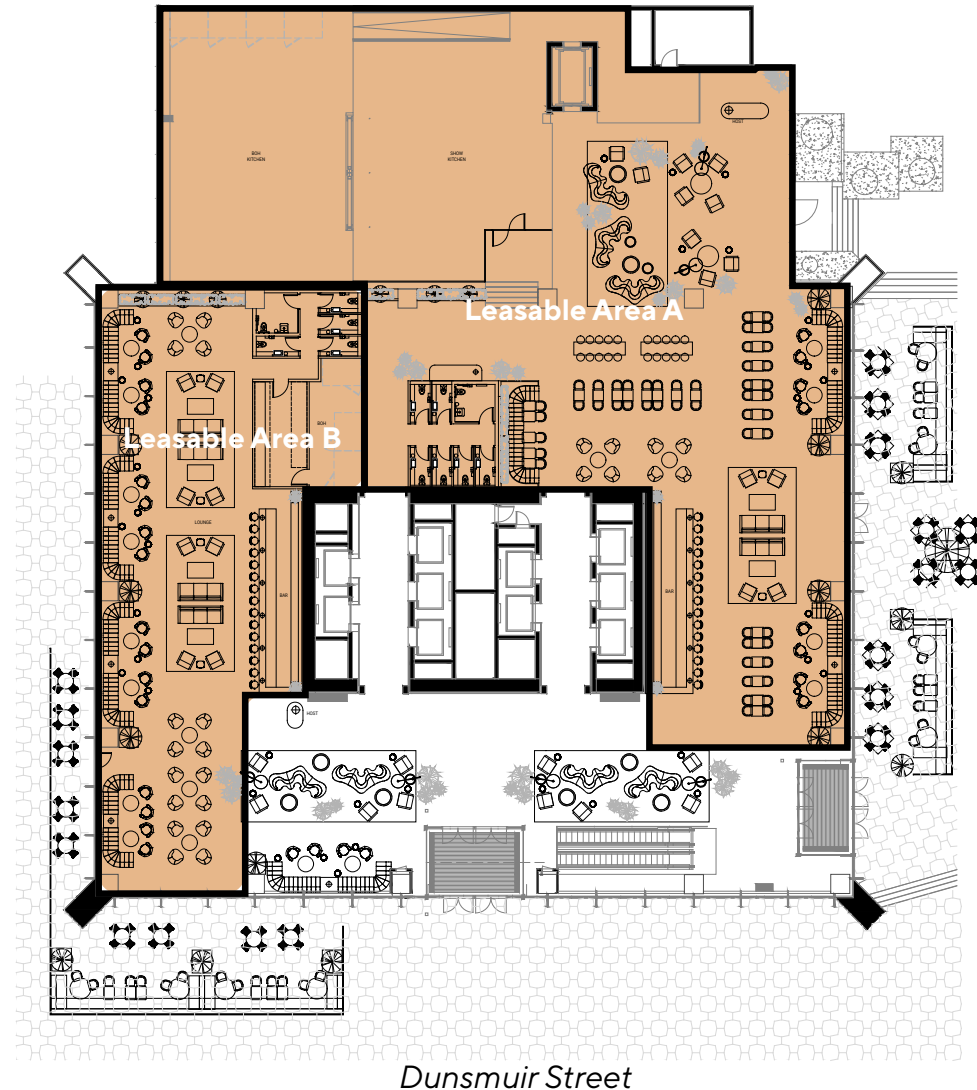 HOST
BOH
KITCHEN
SHOW
KITCHEN
Leasable Area A
BOH
Leasable Area B
LOUNGE
BAR
BAR
HOST
Dunsmuir Street